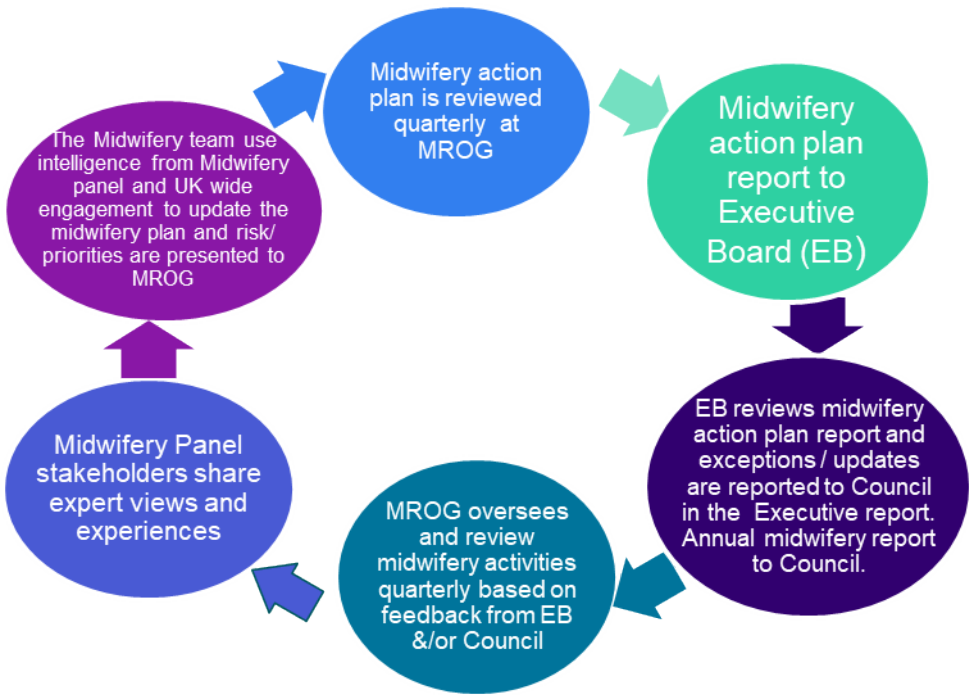 Midwifery action
plan is reviewed
quarterly at
MROG
Midwifery
action plan
report to
Executive
Board (EB)
EB reviews midwifery
action plan report and
exceptions / updates
are reported to Council
in the Executive report.
Annual midwifery report
to Council.
MROG oversees
and review
midwifery activities
quarterly based on
feedback from EB
&/or Council
Midwifery Panel
stakeholders share
expert views and
experiences
The Midwifery team use
intelligence from Midwifery
panel and UK wide
engagement to update the
midwifery plan and risk/
priorities are presented to
MROG